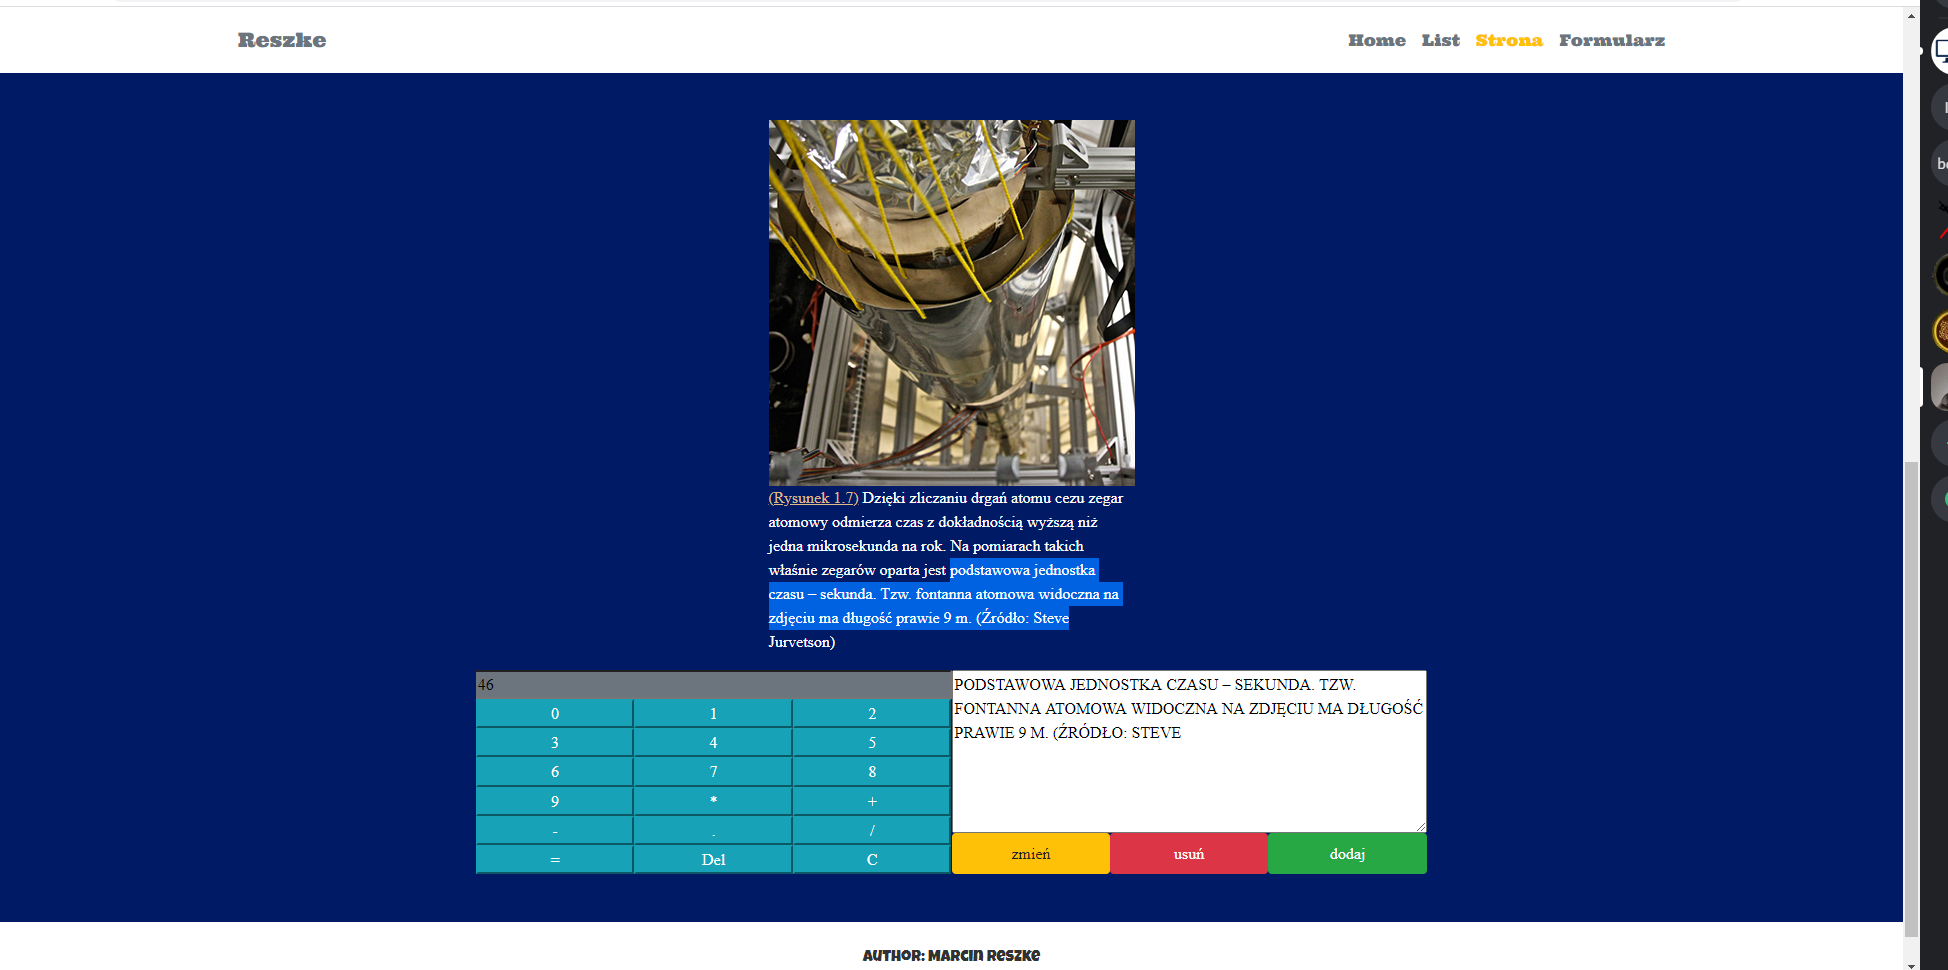 Reszke
Home List Strona Formularz
(Rysunek 1.7) Dzięki zliczaniu drgań atomu cezu zegar
atomowy odmierza czas z dokładnością wyższą niż
jedna mikrosekunda na rok. Na pomiarach takich
właśnie zegarów oparta jest podstawowa jednostka
czasu – sekunda. Tzw. fontanna atomowa widoczna na
zdjęciu ma długość prawie 9 m. (Źródło: Steve
Jurvetson)
46
0 1 2
3 4 5
6 7 8
9 * +
- . /
= Del C
PODSTAWOWA JEDNOSTKA CZASU – SEKUNDA. TZW.
FONTANNA ATOMOWA WIDOCZNA NA ZDJĘCIU MA DŁUGOŚĆ
PRAWIE 9 M. (ŹRÓDŁO: STEVE
zmień usuń dodaj
Author: Marcin Reszke